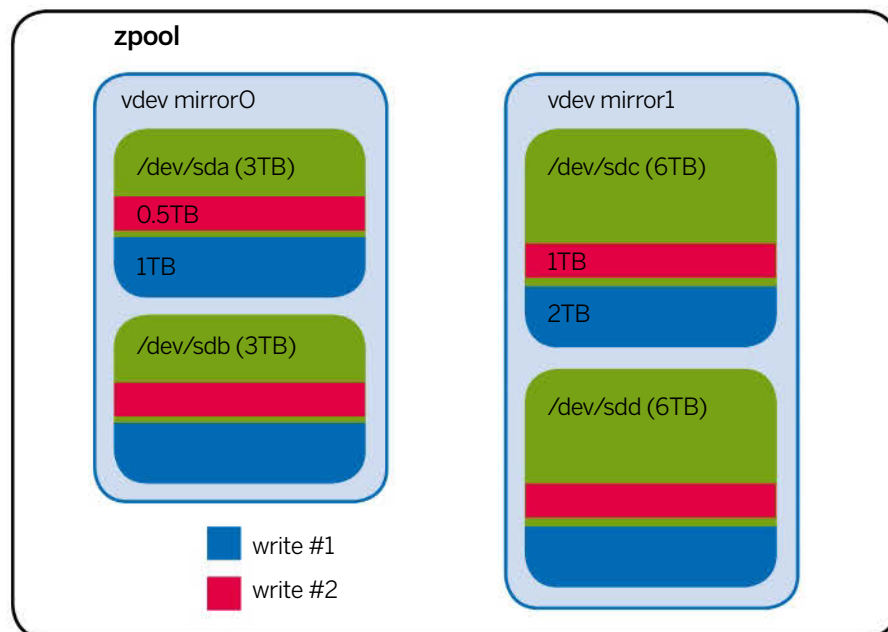 zpool
vdev mirror0
/dev/sda (3TB)
0.5TB
1TB
/dev/sdb (3TB)
vdev mirror1
/dev/sdc (6TB)
1TB
2TB
/dev/sdd (6TB)
write #1
write #2